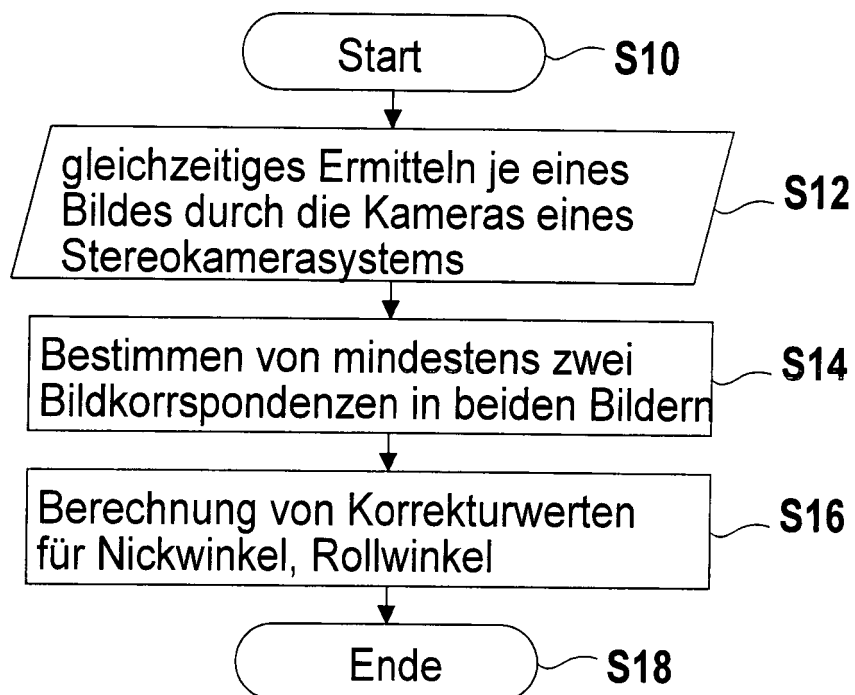 Start
S10
gleichzeitiges Ermitteln je eines
Bildes durch die Kameras eines
Stereokamerasystems
S12
Bestimmen von mindestens zwei
Bildkorrspondenzen in beiden Bildern
S14
Berechnung von Korrekturwerten
für Nickwinkel, Rollwinkel
S16
Ende
S18